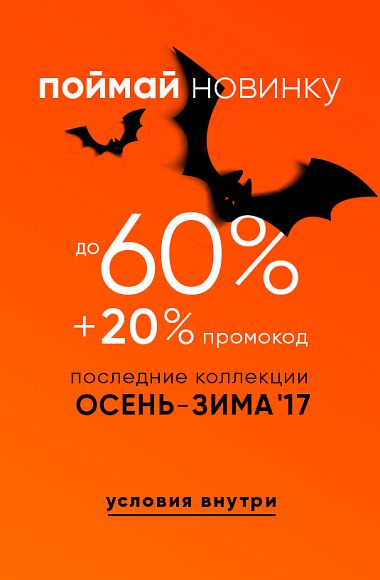 поймай новинку
до 60%
+20% промокод
последние коллекции
ОСЕНЬ-ЗИМА '17
условия внутри